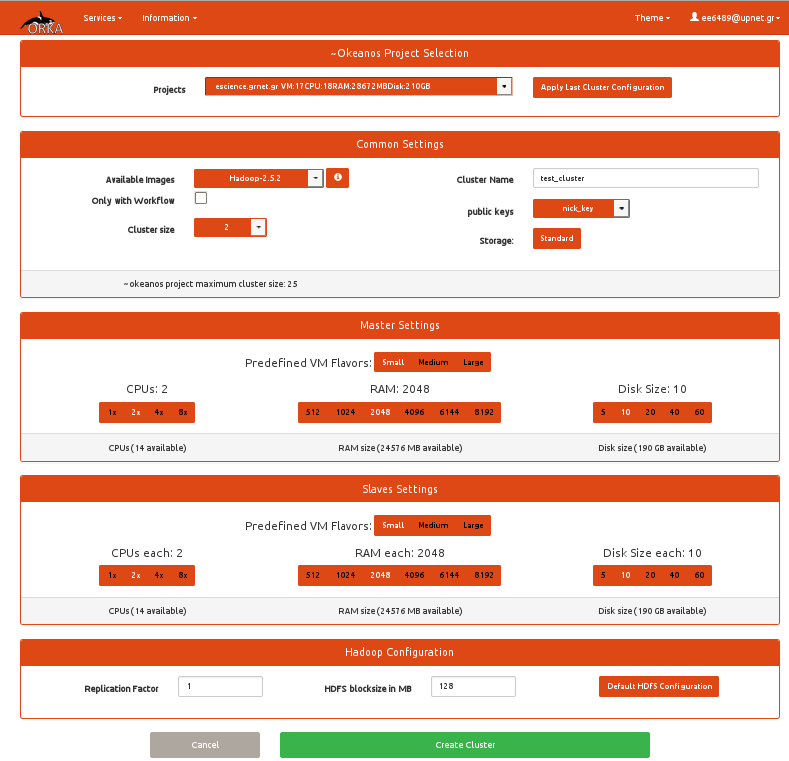 ORKA Services Information Theme ee6489@upnet.gr
~Okeanos Project Selection
Projects escience.grnet.gr VM:17CPU:18RAM:28672MBDisk:210GB Apply Last Cluster Configuration
Common Settings
Available Images Hadoop-2.5.2 Cluster Name test_cluster
Only with Workflow public keys nick_key
Cluster size 2 Storage: Standard
~okeanos project maximum cluster size: 25
Master Settings
Predefined VM Flavors: Small Medium Large
CPUs: 2 RAM: 2048 Disk Size: 10
1x 2x 4x 8x 512 1024 2048 4096 6144 8192 5 10 20 40 60
CPUs (14 available) RAM size (24576 MB available) Disk size (190 GB available)
Slaves Settings
Predefined VM Flavors: Small Medium Large
CPUs each: 2 RAM each: 2048 Disk Size each: 10
1x 2x 4x 8x 512 1024 2048 4096 6144 8192 5 10 20 40 60
CPUs (14 available) RAM size (24576 MB available) Disk size (190 GB available)
Hadoop Configuration
Replication Factor 1 HDFS blocksize in MB 128 Default HDFS Configuration
Cancel Create Cluster